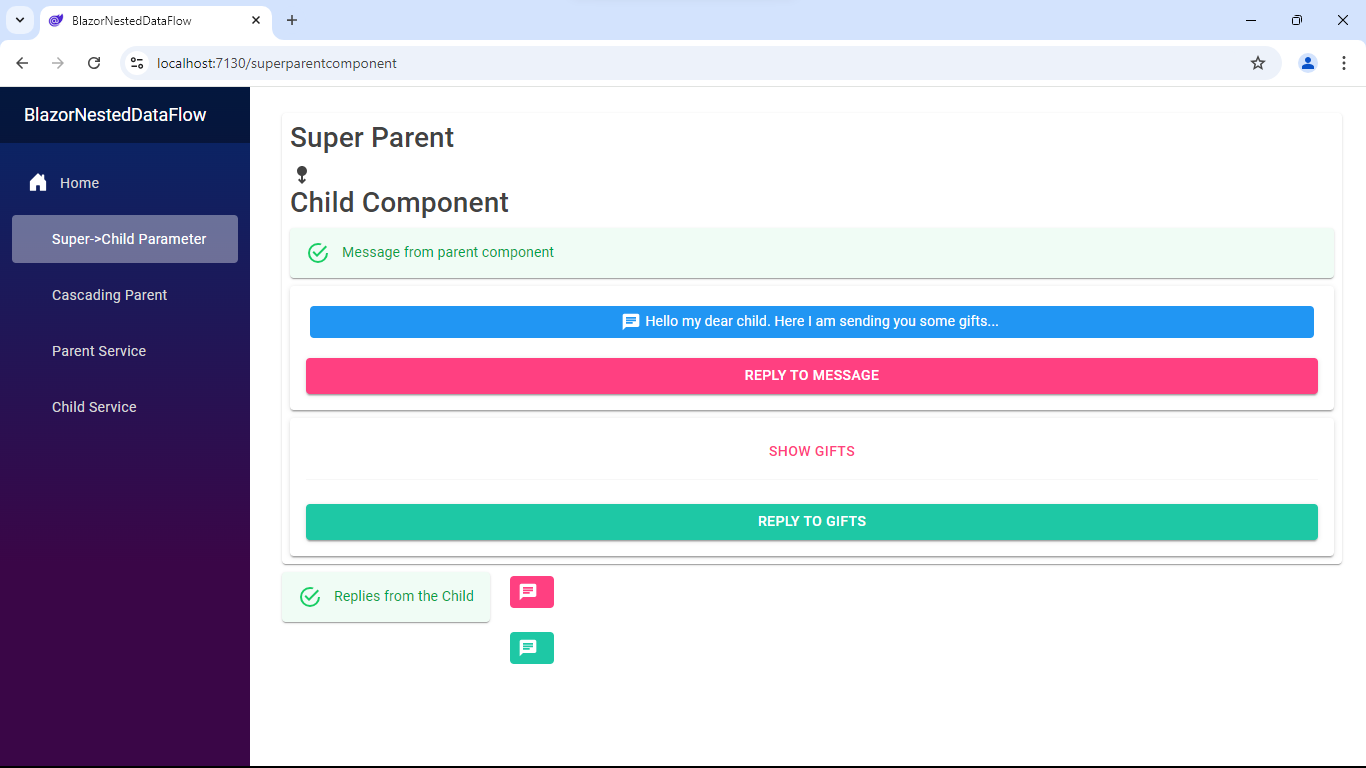 BlazorNestedDataFlow
localhost:7130/superparentcomponent
BlazorNestedDataFlow
Home
Super->Child Parameter
Cascading Parent
Parent Service
Child Service
Super Parent
Child Component
Message from parent component
Hello my dear child. Here I am sending you some gifts...
REPLY TO MESSAGE
SHOW GIFTS
REPLY TO GIFTS
Replies from the Child